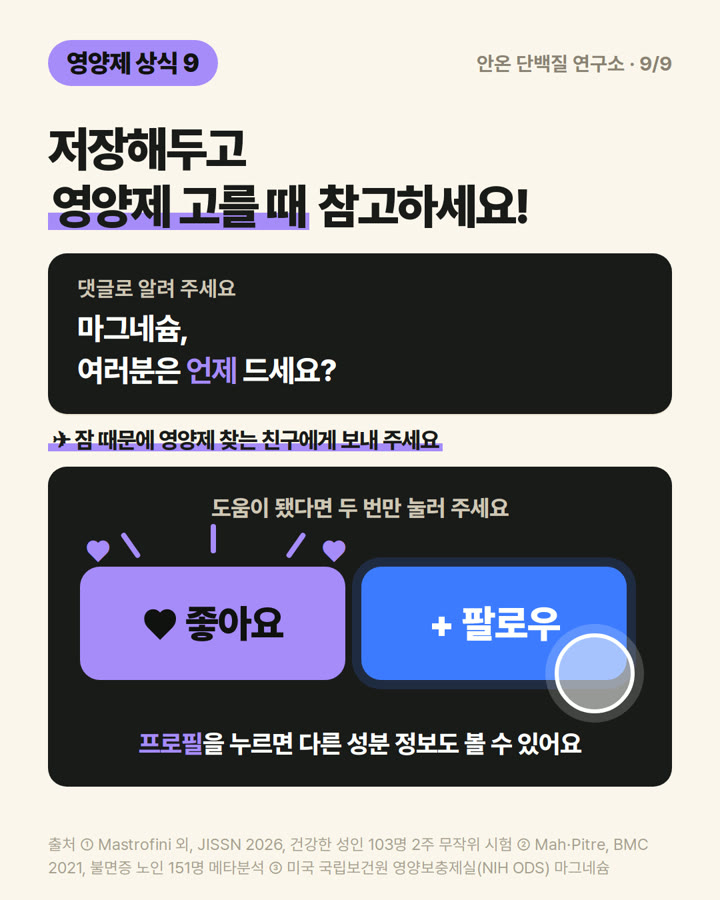 영양제 상식 9
안온 단백질 연구소 · 9/9
저장해두고
영양제 고를 때 참고하세요!
댓글로 알려 주세요
마그네슘,
여러분은 언제 드세요?
✈ 잠 때문에 영양제 찾는 친구에게 보내 주세요
도움이 됐다면 두 번만 눌러 주세요
♥ 좋아요
+ 팔로우
프로필을 누르면 다른 성분 정보도 볼 수 있어요
출처 ① Mastrofini 외, JISSN 2026, 건강한 성인 103명 2주 무작위 시험 ② Mah·Pitre, BMC
2021, 불면증 노인 151명 메타분석 ③ 미국 국립보건원 영양보충제실(NIH ODS) 마그네슘